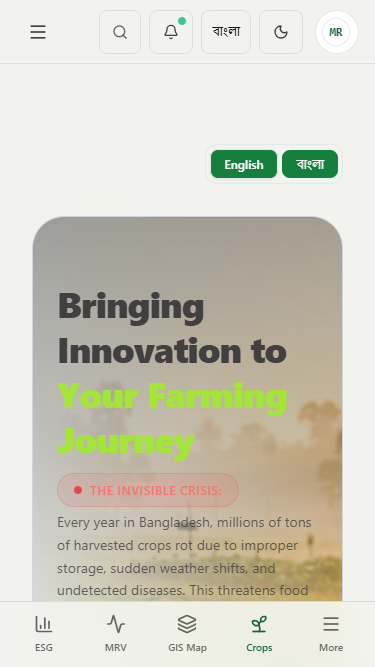 বাংলা
MR
English
বাংলা
Bringing
Innovation to
Your Farming
Journey
THE INVISIBLE CRISIS:
Every year in Bangladesh, millions of tons
of harvested crops rot due to improper
storage, sudden weather shifts, and
undetected diseases. This threatens food
ESG
MRV
GIS Map
Crops
More